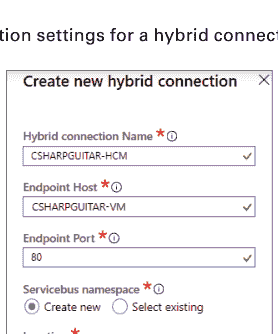 tion settings for a hybrid connect
Create new hybrid connection
Hybrid connection Name *
CSHARPGUITAR-HCM
Endpoint Host *
CSHARPGUITAR-VM
Endpoint Port *
80
Servicebus namespace *
Create new Select existing